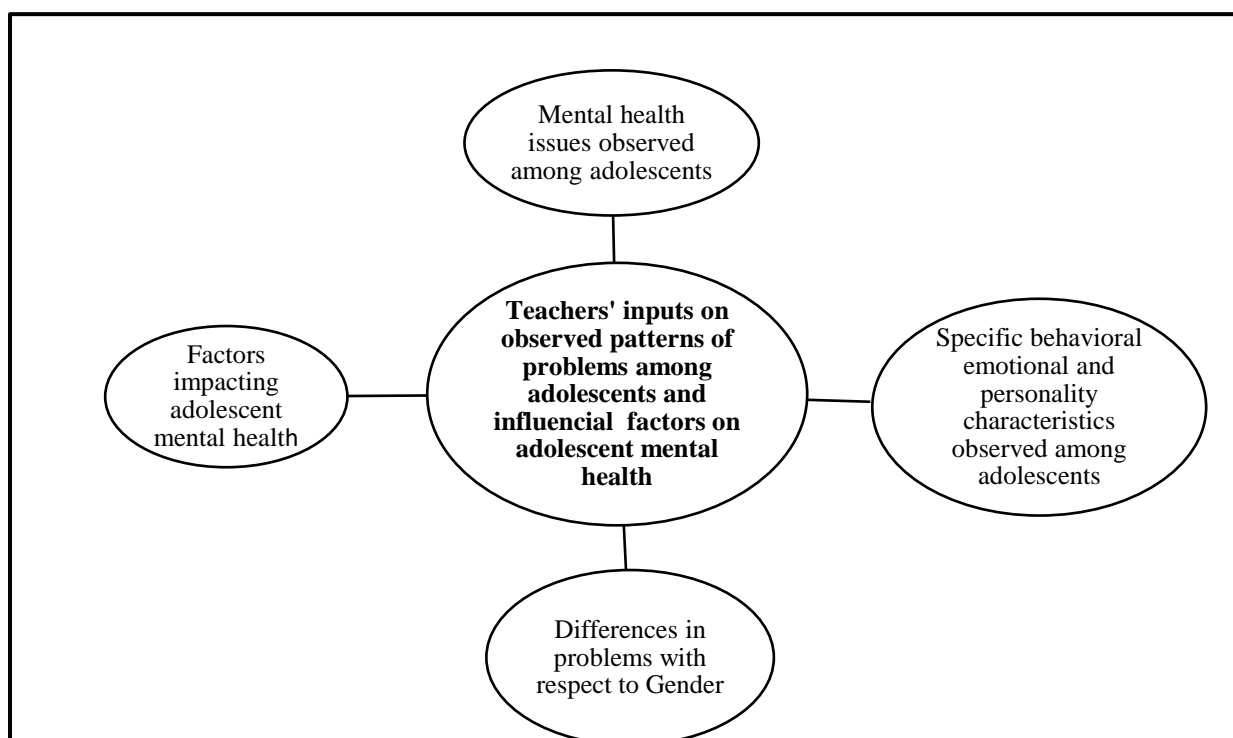 Mental health
issues observed
among adolescents
Teachers' inputs on
observed patterns of
problems among
adolescents and
influencial factors on
adolescent mental
health
Factors
impacting
adolescent
mental health
Specific behavioral
emotional and
personality
characteristics
observed among
adolescents
Differences in
problems with
respect to Gender